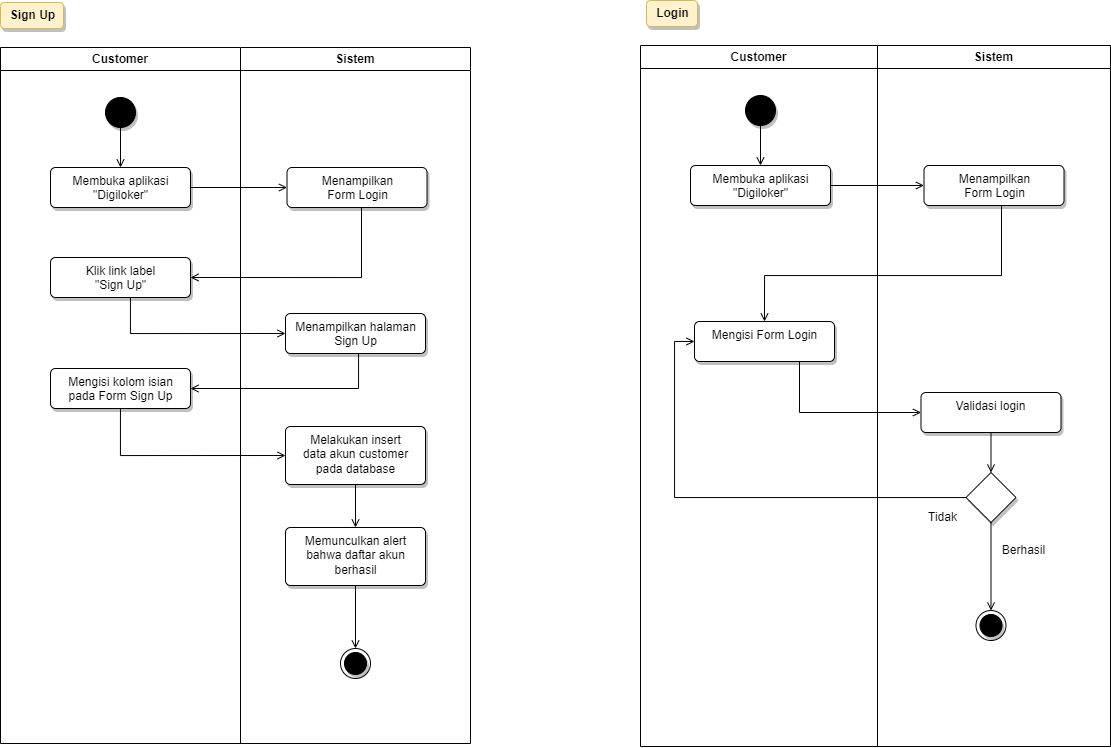 Sign Up
Customer
Sistem
Membuka aplikasi
"Digiloker"
Menampilkan
Form Login
Klik link label
"Sign Up"
Menampilkan halaman
Sign Up
Mengisi kolom isian
pada Form Sign Up
Melakukan insert
data akun customer
pada database
Memunculkan alert
bahwa daftar akun
berhasil
Login
Customer
Sistem
Membuka aplikasi
"Digiloker"
Menampilkan
Form Login
Mengisi Form Login
Validasi login
Tidak
Berhasil